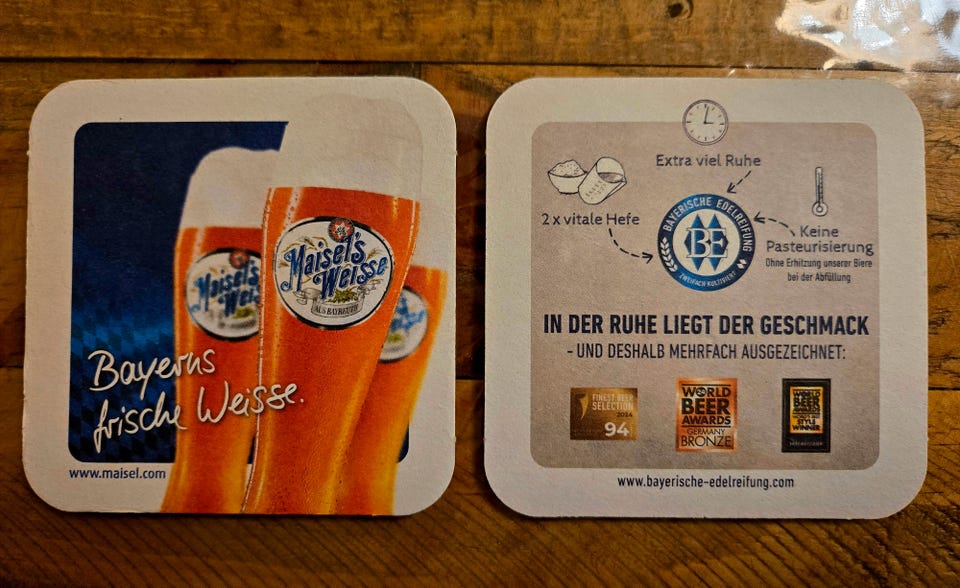 Maisel's
Weisse
AUS BAYREUTH
Maisel's
Bayerns
frische Weisse.
www.maisel.com
Extra viel Ruhe
2 x vitale Hefe
BAYERISCHE EDELREIFUNG
BE
ZWEIFACH KULTIVIERT
Keine
Pasteurisierung
Ohne Erhitzung unserer Biere
bei der Abfüllung
IN DER RUHE LIEGT DER GESCHMACK
- UND DESHALB MEHRFACH AUSGEZEICHNET:
FINEST BEER
SELECTION
2024
94
WORLD
BEER
AWARDS
GERMANY
BRONZE
WORLD
BEER
AWARDS
STYLE
WINNER
www.bayerische-edelreifung.com